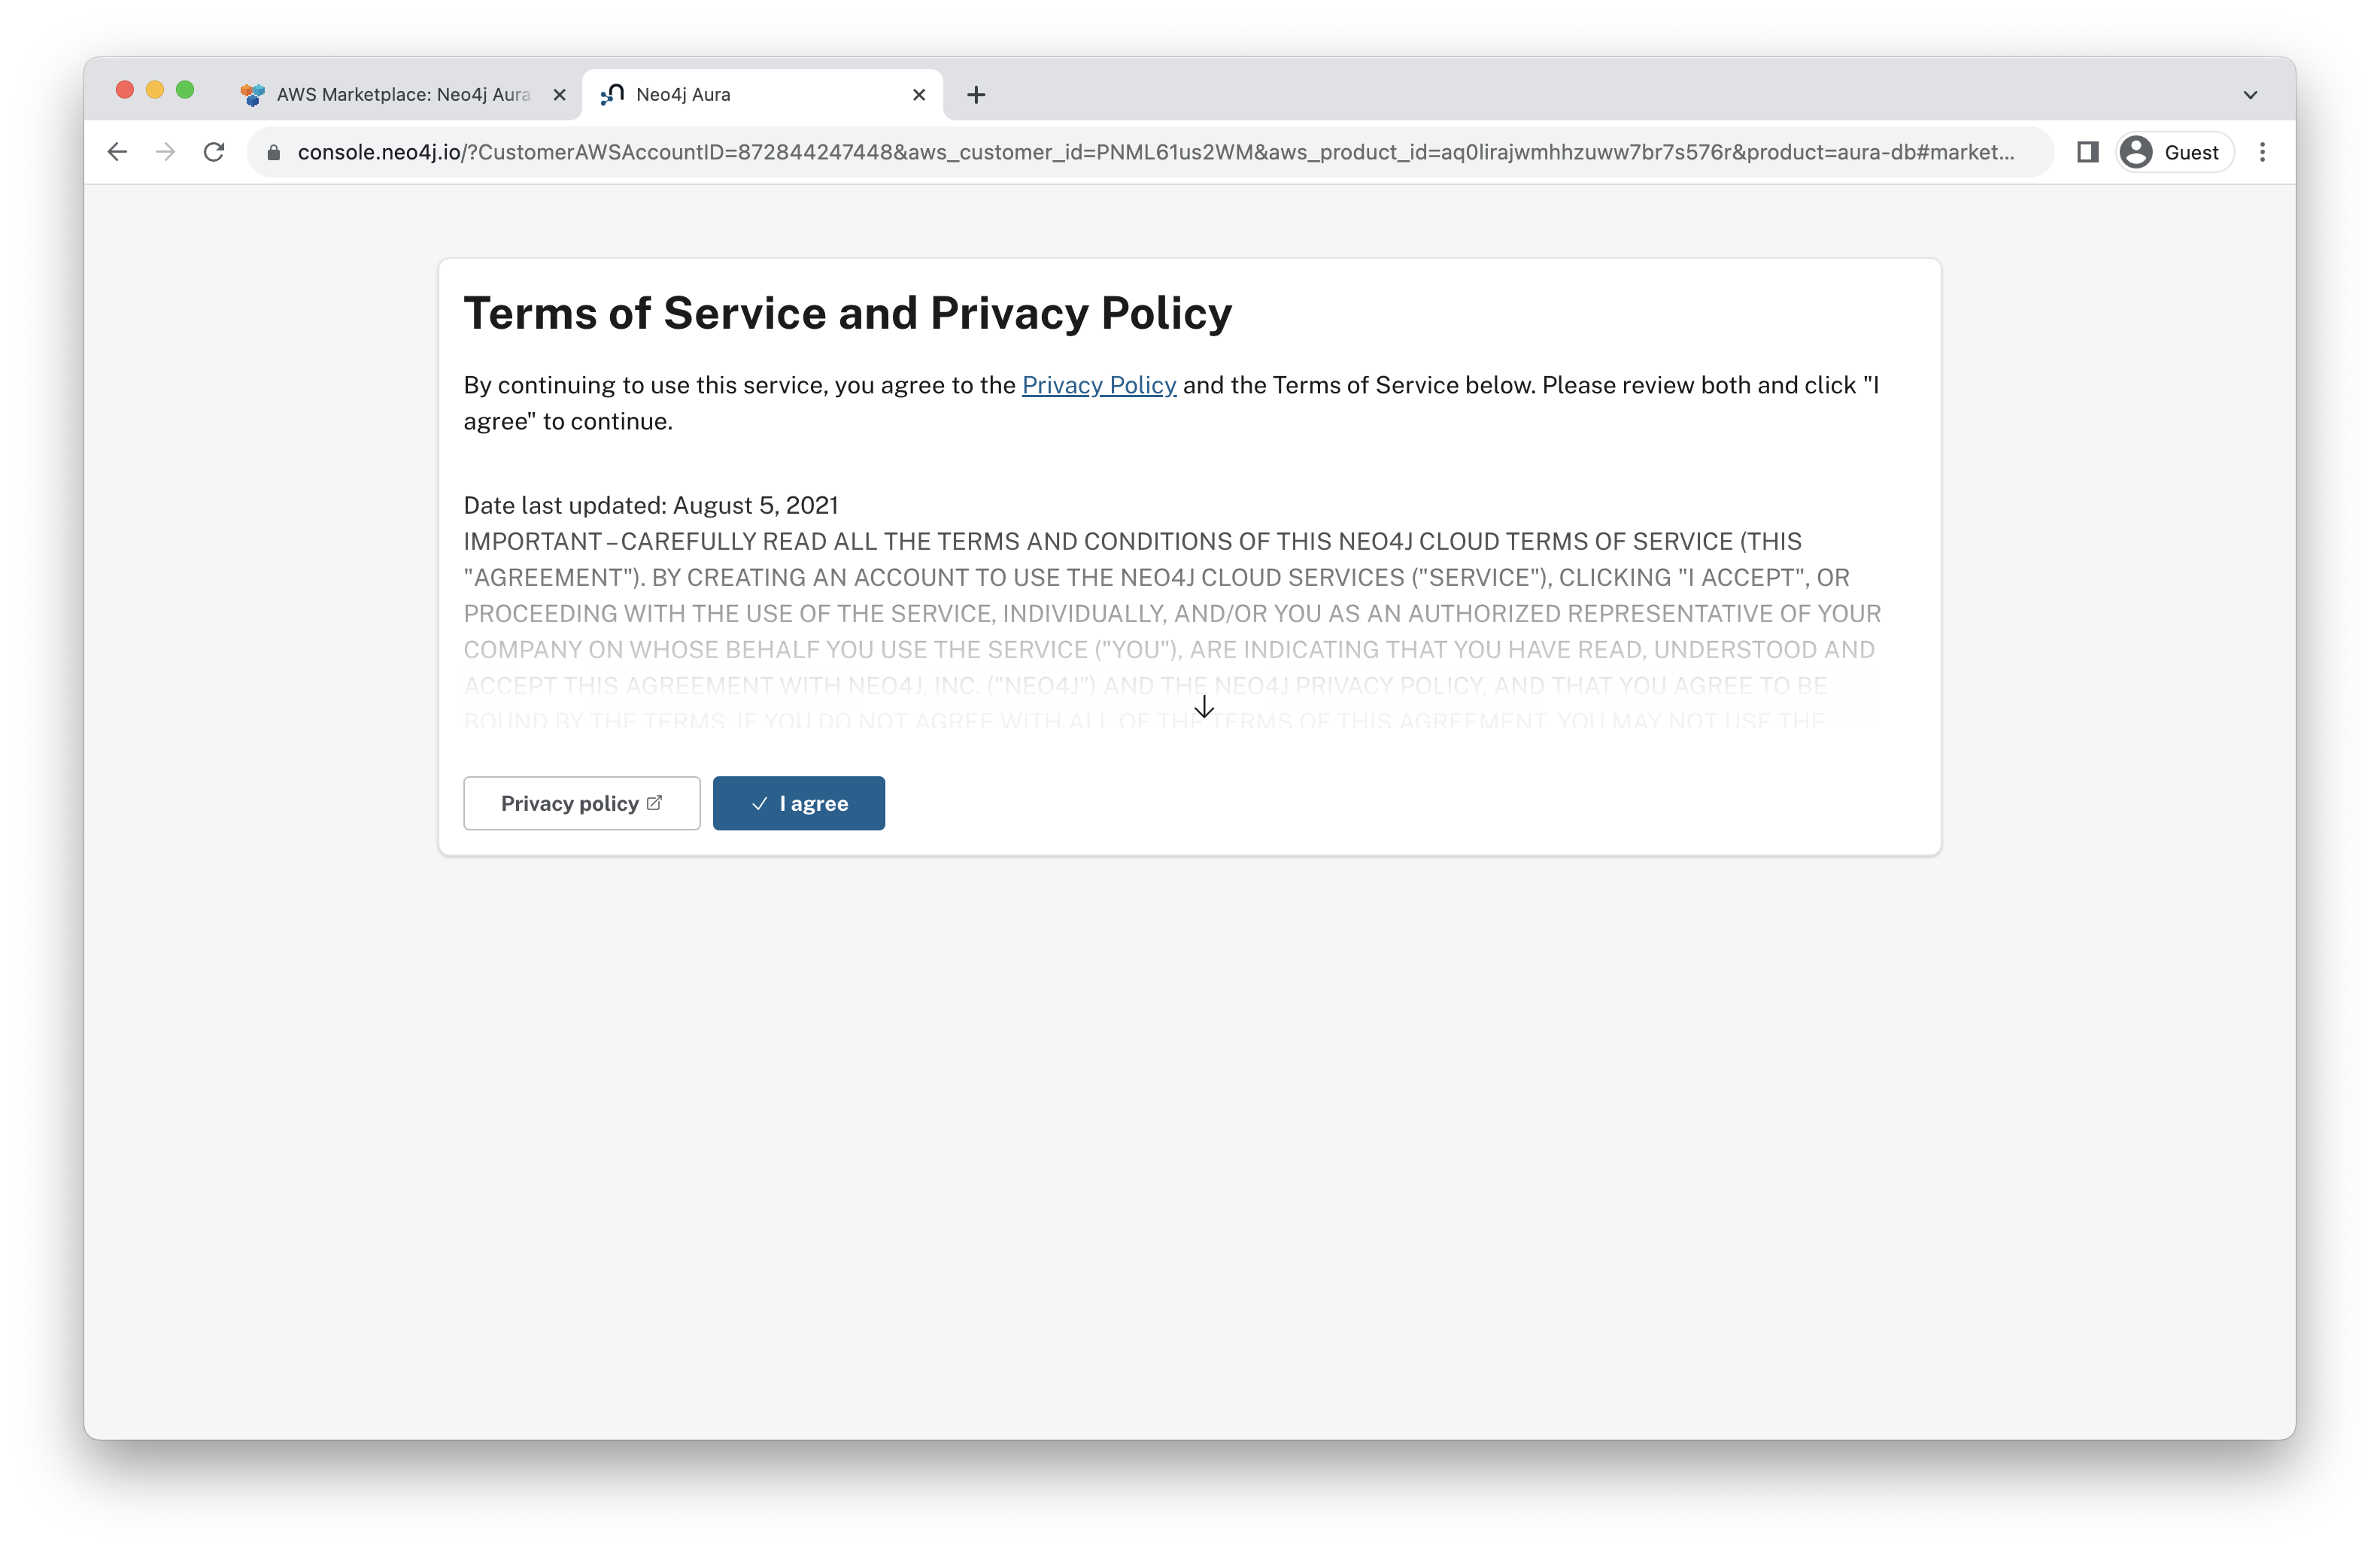 AWS Marketplace: Neo4j Aura
Neo4j Aura
console.neo4j.io/?CustomerAWSAccountID=872844247448&aws_customer_id=PNML61us2WM&aws_product_id=aq0lirajwmhhzuww7br7s576r&product=aura-db#market...
Guest
Terms of Service and Privacy Policy
By continuing to use this service, you agree to the Privacy Policy and the Terms of Service below. Please review both and click "I
agree" to continue.
Date last updated: August 5, 2021
IMPORTANT – CAREFULLY READ ALL THE TERMS AND CONDITIONS OF THIS NEO4J CLOUD TERMS OF SERVICE (THIS
"AGREEMENT"). BY CREATING AN ACCOUNT TO USE THE NEO4J CLOUD SERVICES ("SERVICE"), CLICKING "I ACCEPT", OR
PROCEEDING WITH THE USE OF THE SERVICE, INDIVIDUALLY, AND/OR YOU AS AN AUTHORIZED REPRESENTATIVE OF YOUR
COMPANY ON WHOSE BEHALF YOU USE THE SERVICE ("YOU"), ARE INDICATING THAT YOU HAVE READ, UNDERSTOOD AND
ACCEPT THIS AGREEMENT WITH NEO4J, INC. ("NEO4J") AND THE NEO4J PRIVACY POLICY, AND THAT YOU AGREE TO BE
BOUND BY THE TERMS. IF YOU DO NOT AGREE WITH ALL OF THE TERMS OF THIS AGREEMENT, YOU MAY NOT USE THE
Privacy policy
I agree